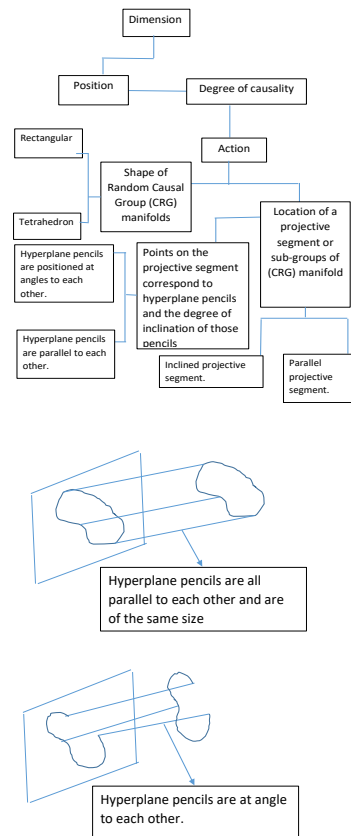 Dimension
Position
Degree of causality
Action
Rectangular
Tetrahedron
Shape of
Random Causal
Group (CRG)
manifolds
Location of a
projective
segment or
sub-groups of
(CRG) manifold
Hyperplane pencils
are positioned at
angles to each
other.
Hyperplane pencils
are parallel to each
other.
Points on the
projective segment
correspond to
hyperplane pencils
and the degree of
inclination of those
pencils
Inclined projective
segment.
Parallel
projective
segment.
Hyperplane pencils are all
parallel to each other and are
of the same size
Hyperplane pencils are at angle
to each other.